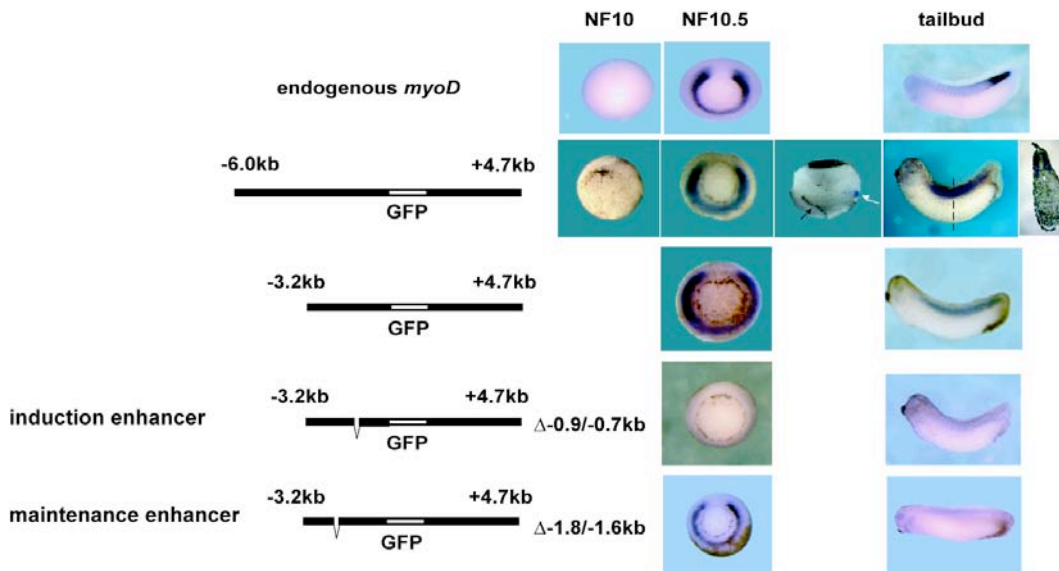 NF10 NF10.5 tailbud
endogenous myoD
-6.0kb +4.7kb
GFP
-3.2kb +4.7kb
GFP
-3.2kb +4.7kb
induction enhancer
GFP Δ-0.9/-0.7kb
-3.2kb +4.7kb
maintenance enhancer
GFP Δ-1.8/-1.6kb